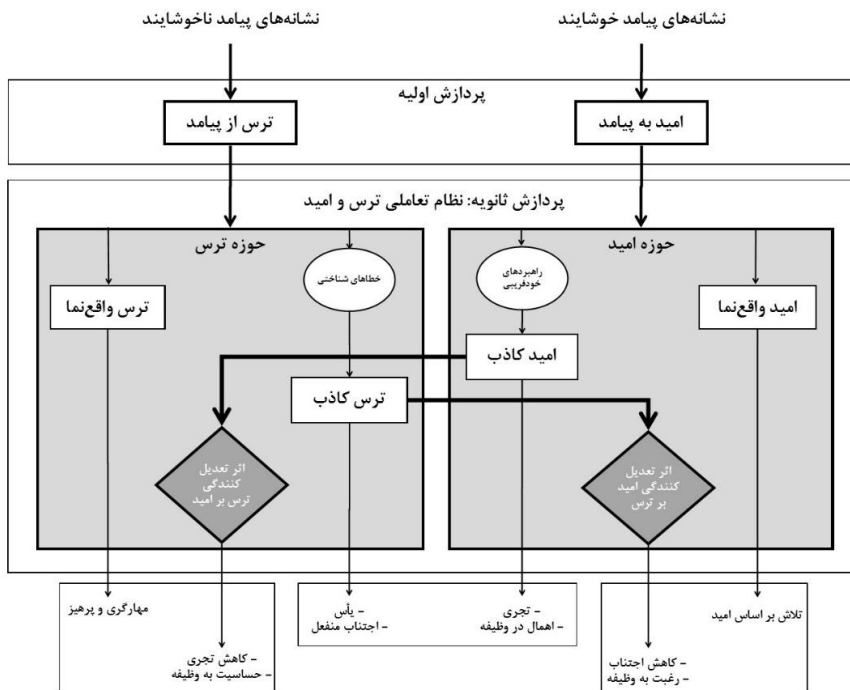 نشانه‌های پیامد خوشایند
نشانه‌های پیامد ناخوشایند
پردازش اولیه
امید به پیامد
ترس از پیامد
پردازش ثانویه: نظام تعاملی ترس و امید
حوزه امید
حوزه ترس
راهبردهای
خودفریبی
خطاهای شناختی
امید واقع‌نما
ترس واقع‌نما
امید کاذب
ترس کاذب
اثر تعدیل
کنندگی امید
بر ترس
اثر تعدیل
کنندگی
ترس بر امید
تلاش بر اساس امید
- کاهش اجتناب
- رغبت به وظیفه
- تجری
- اهمال در وظیفه
- یأس
- اجتناب منفعل
- کاهش تجری
- حساسیت به وظیفه
مهارگری و پرهیز